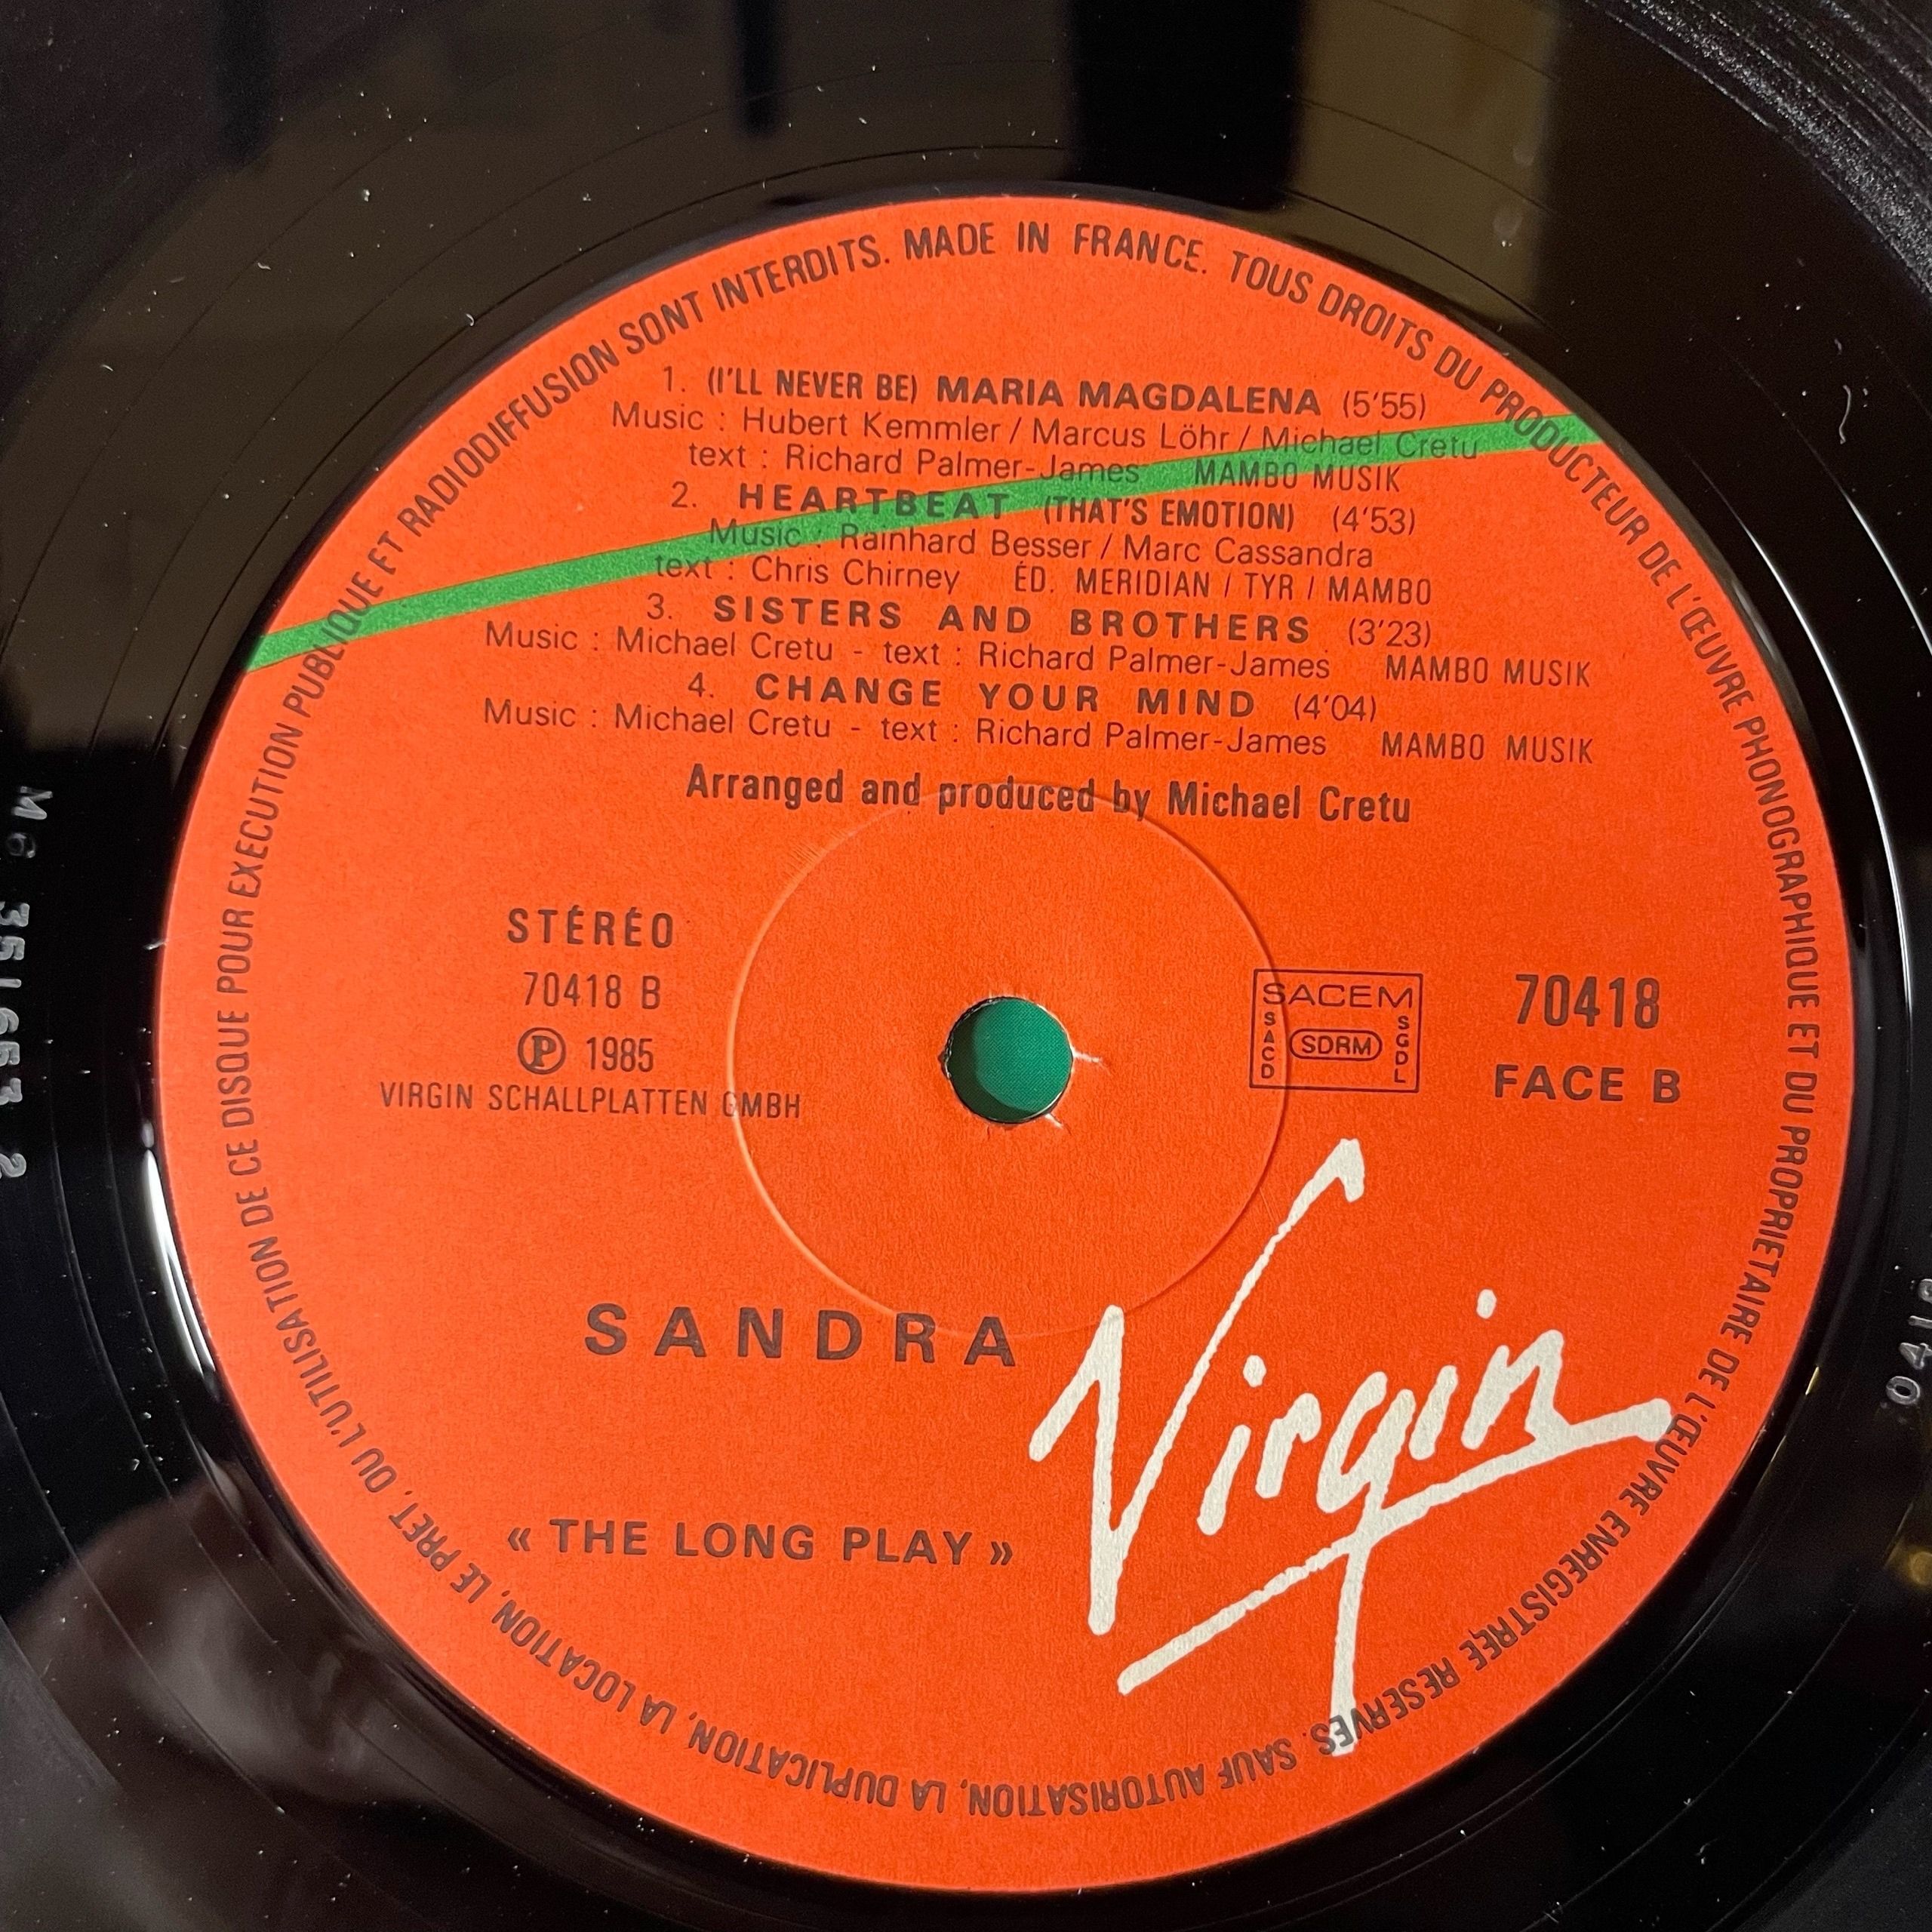 TOUS DROITS DU PRODUCTEUR DE L'ŒUVRE PHONOGRAPHIQUE ET DU PROPRIETAIRE DE L'ŒUVRE ENREGISTREE RESERVES. SAUF AUTORISATION, LA DUPLICATION, LA LOCATION, LE PRET, OU L'UTILISATION DE CE DISQUE POUR EXECUTION PUBLIQUE ET RADIODIFFUSION SONT INTERDITS. MADE IN FRANCE.
1. (I'LL NEVER BE) MARIA MAGDALENA (5'55)
Music : Hubert Kemmler / Marcus Löhr / Michael Cretu
text : Richard Palmer-James MAMBO MUSIK
2. HEARTBEAT (THAT'S EMOTION) (4'53)
Music : Rainhard Besser / Marc Cassandra
text : Chris Chirney ÉD. MERIDIAN / TYR / MAMBO
3. SISTERS AND BROTHERS (3'23)
Music : Michael Cretu - text : Richard Palmer-James MAMBO MUSIK
4. CHANGE YOUR MIND (4'04)
Music : Michael Cretu - text : Richard Palmer-James MAMBO MUSIK
Arranged and produced by Michael Cretu
STÉRÉO
70418 B
Ⓟ 1985
VIRGIN SCHALLPLATTEN GMBH
SACEM
SACD
SDRM
SGDL
70418
FACE B
SANDRA
Virgin
« THE LONG PLAY »